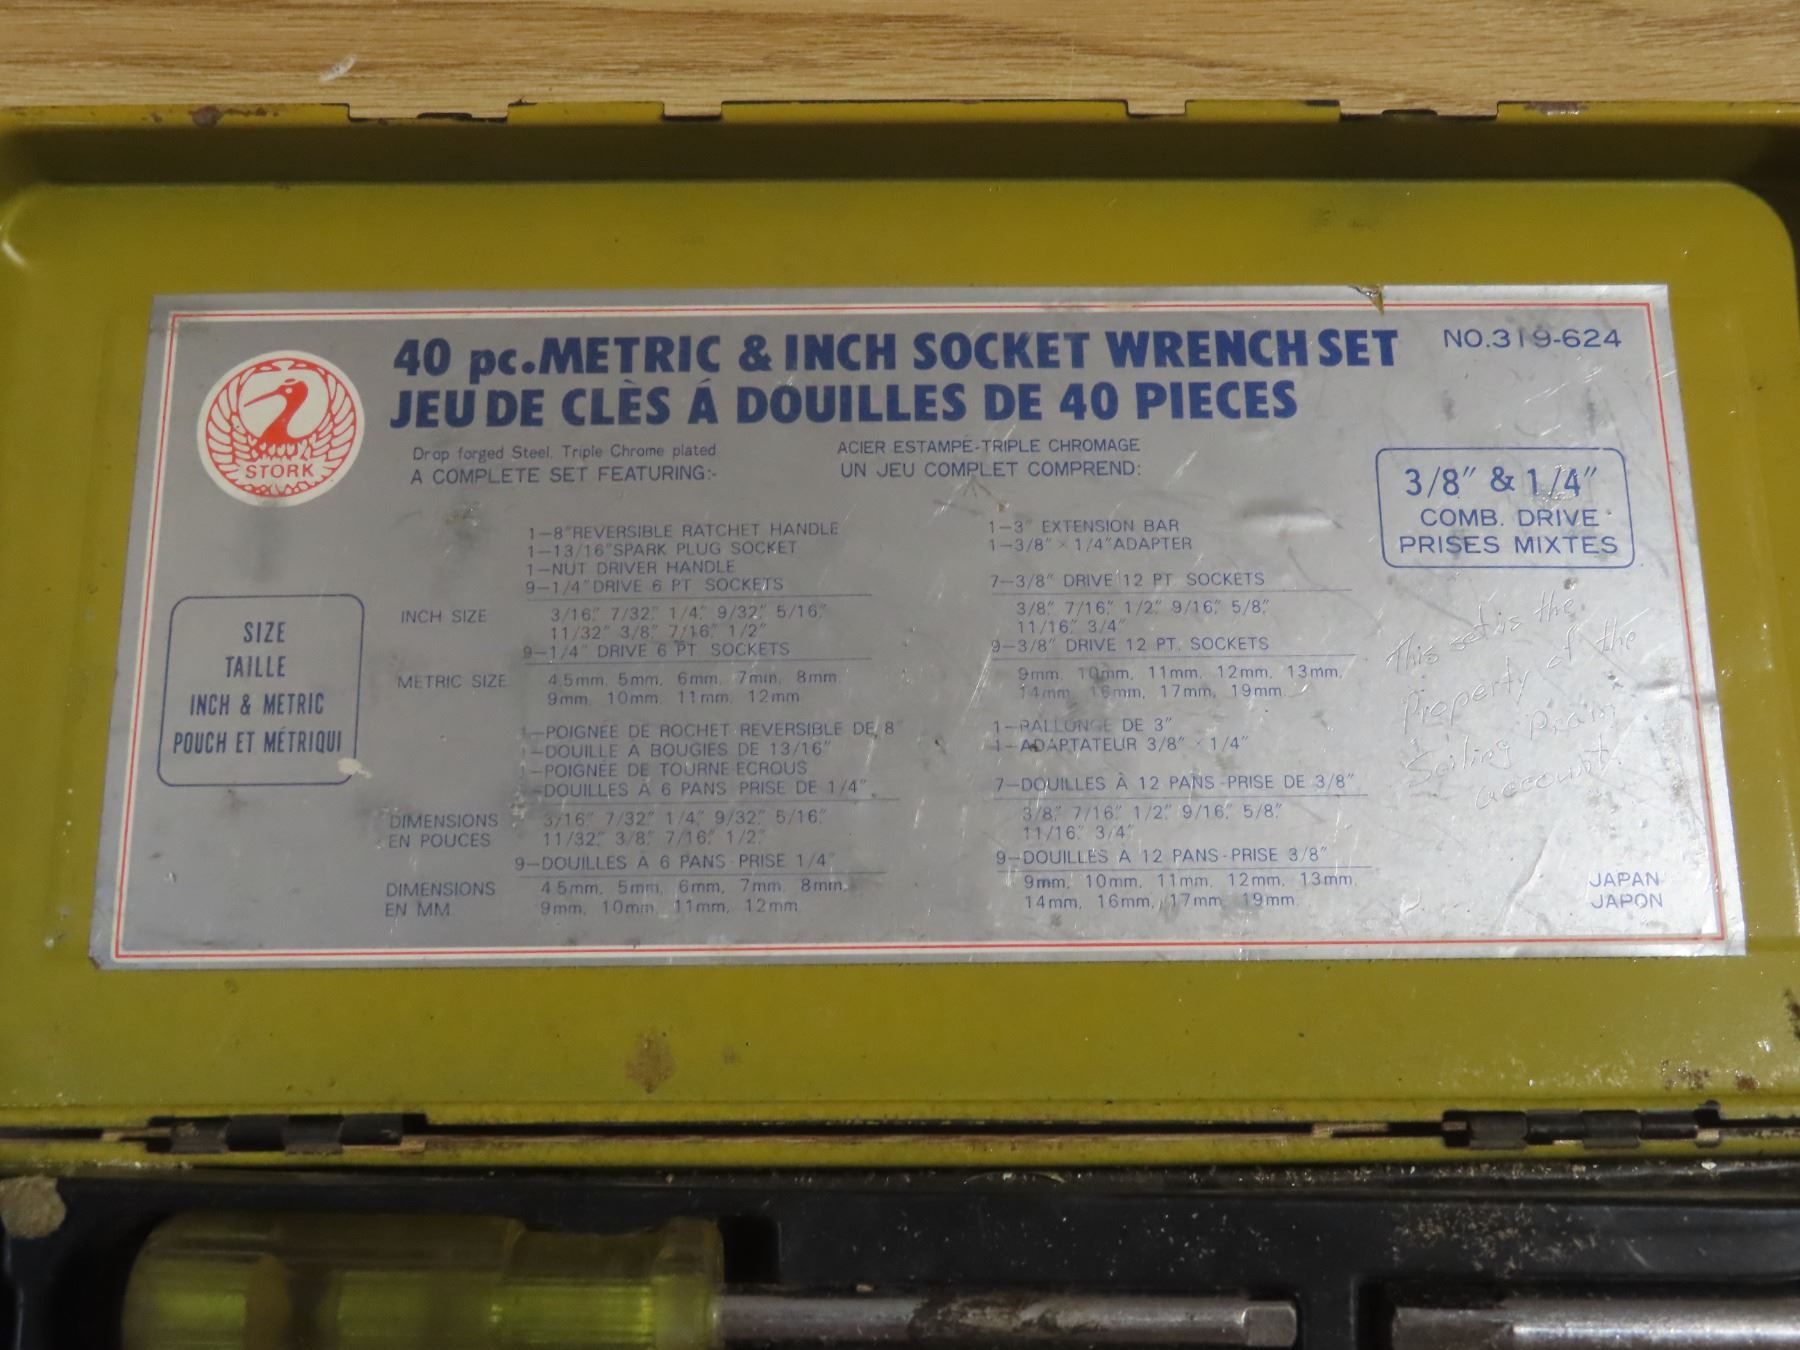 40 pc.METRIC & INCH SOCKET WRENCH SET
NO.319-624
JEU DE CLÈS Á DOUILLES DE 40 PIECES
STORK
Drop forged Steel, Triple Chrome plated
A COMPLETE SET FEATURING:-
ACIER ESTAMPÉ-TRIPLE CHROMAGE
UN JEU COMPLET COMPREND:
3/8" & 1/4"
COMB. DRIVE
PRISES MIXTES
SIZE
TAILLE
INCH & METRIC
POUCH ET MÉTRIQUI
1-8"REVERSIBLE RATCHET HANDLE
1-13/16"SPARK PLUG SOCKET
1-NUT DRIVER HANDLE
9-1/4"DRIVE 6 PT. SOCKETS
INCH SIZE
3/16," 7/32," 1/4," 9/32," 5/16,"
11/32," 3/8," 7/16," 1/2"
9-1/4" DRIVE 6 PT. SOCKETS
METRIC SIZE
4.5mm, 5mm, 6mm, 7mm, 8mm,
9mm, 10mm, 11mm, 12mm
1-3" EXTENSION BAR
1-3/8" × 1/4"ADAPTER
7-3/8" DRIVE 12 PT. SOCKETS
3/8," 7/16," 1/2," 9/16," 5/8,"
11/16," 3/4"
9-3/8" DRIVE 12 PT. SOCKETS
9mm, 10mm, 11mm, 12mm, 13mm,
14mm, 16mm, 17mm, 19mm.
1-POIGNÉE DE ROCHET REVERSIBLE DE 8"
1-DOUILLE A BOUGIES DE 13/16"
1-POIGNÉE DE TOURNE-ECROUS
-DOUILLES A 6 PANS-PRISE DE 1/4"
DIMENSIONS
EN POUCES
3/16," 7/32," 1/4," 9/32," 5/16,"
11/32," 3/8," 7/16," 1/2,"
9-DOUILLES A 6 PANS-PRISE 1/4"
DIMENSIONS
EN MM
4.5mm, 5mm, 6mm, 7mm, 8mm,
9mm, 10mm, 11mm, 12mm.
1-RALLONGE DE 3"
1-ADAPTATEUR 3/8" × 1/4"
7-DOUILLES À 12 PANS-PRISE DE 3/8"
3/8," 7/16," 1/2," 9/16," 5/8,"
11/16," 3/4"
9-DOUILLES A 12 PANS-PRISE 3/8"
9mm, 10mm, 11mm, 12mm, 13mm,
14mm, 16mm, 17mm, 19mm.
This set is the
property of the
Sailing
account.
JAPAN
JAPON